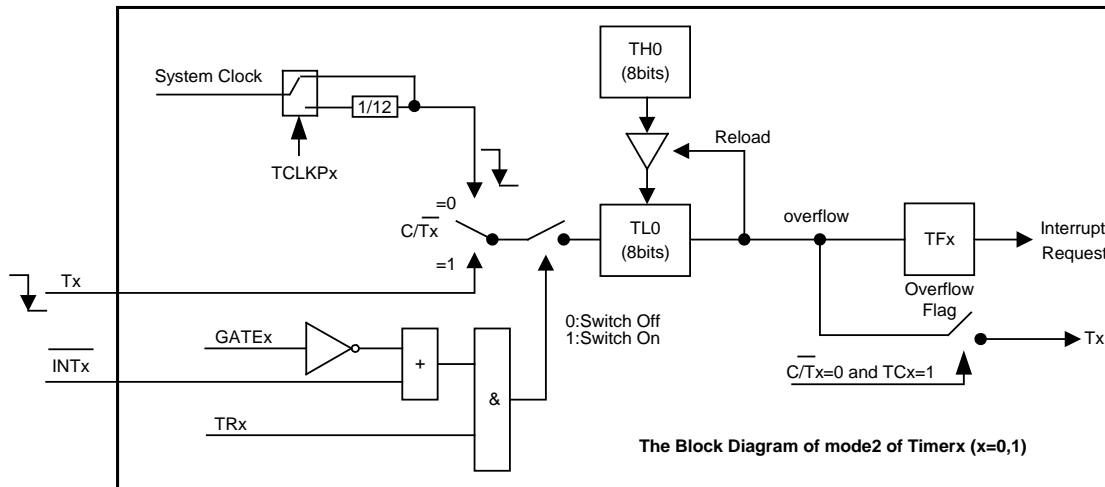 TH0
(8bits)
System Clock
1/12
Reload
TCLKPx
=0
C/Tx
=1
TL0
(8bits)
overflow
TFx
Interrupt
Request
Overflow
Flag
Tx
0:Switch Off
1:Switch On
GATEx
INTx
+
&
TRx
Tx
C/Tx=0 and TCx=1
The Block Diagram of mode2 of Timerx (x=0,1)